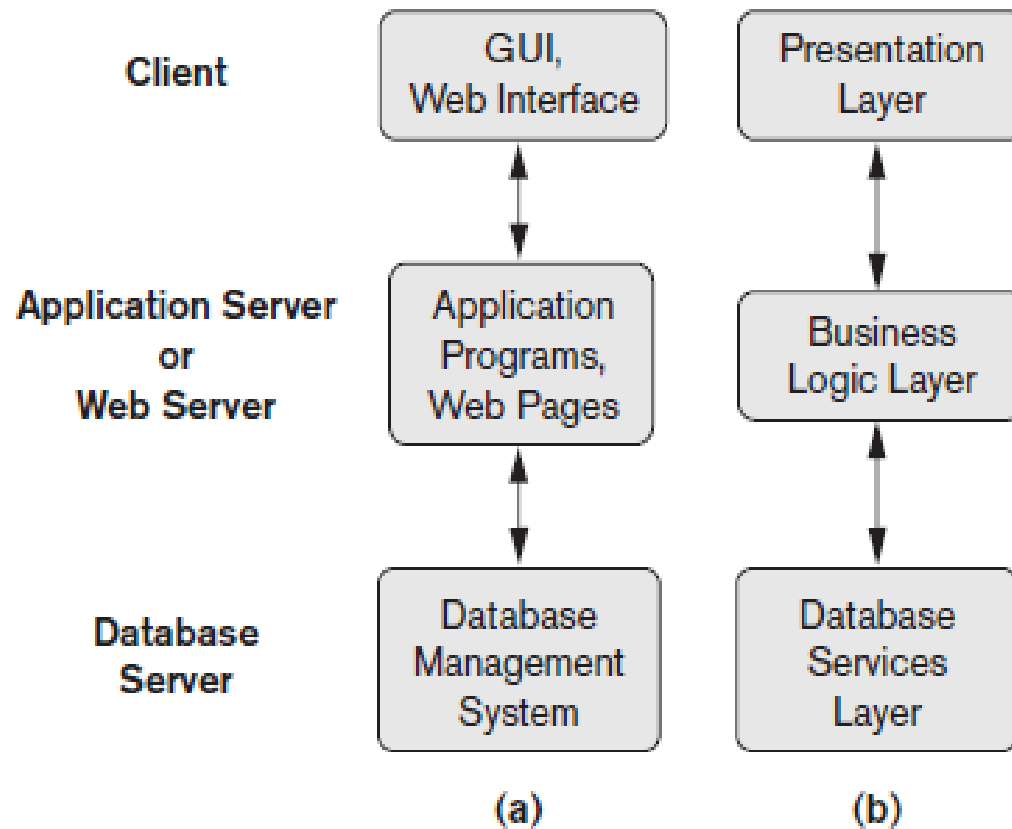 Client
GUI,
Web Interface
Presentation
Layer
Application Server
or
Web Server
Application
Programs,
Web Pages
Business
Logic Layer
Database
Server
Database
Management
System
Database
Services
Layer
(a)
(b)